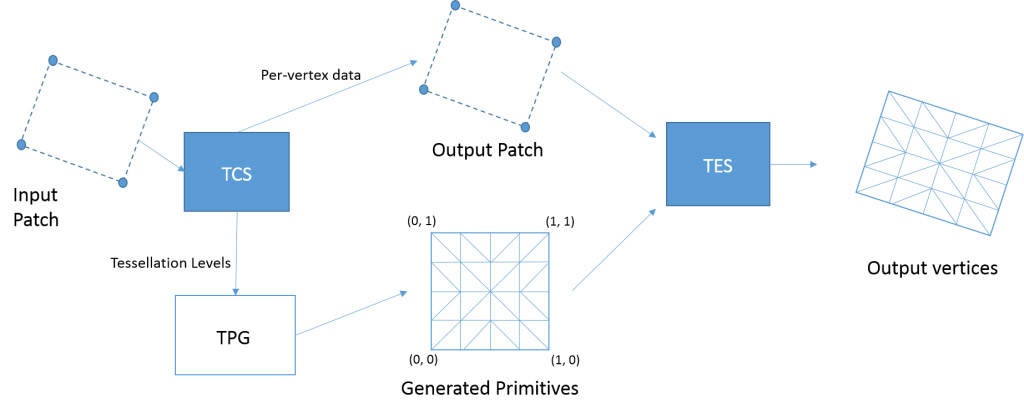 Per-vertex data
Output Patch
Input
Patch
TCS
TES
Tessellation Levels
TPG
(0, 1)
(1, 1)
(0, 0)
(1, 0)
Generated Primitives
Output vertices